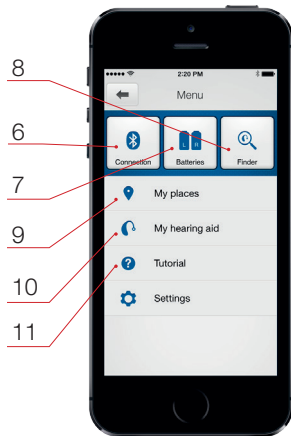 8
6
7
9
10
11
2:20 PM
Menu
Connection
Batteries
Finder
L R
My places
My hearing aid
Tutorial
Settings